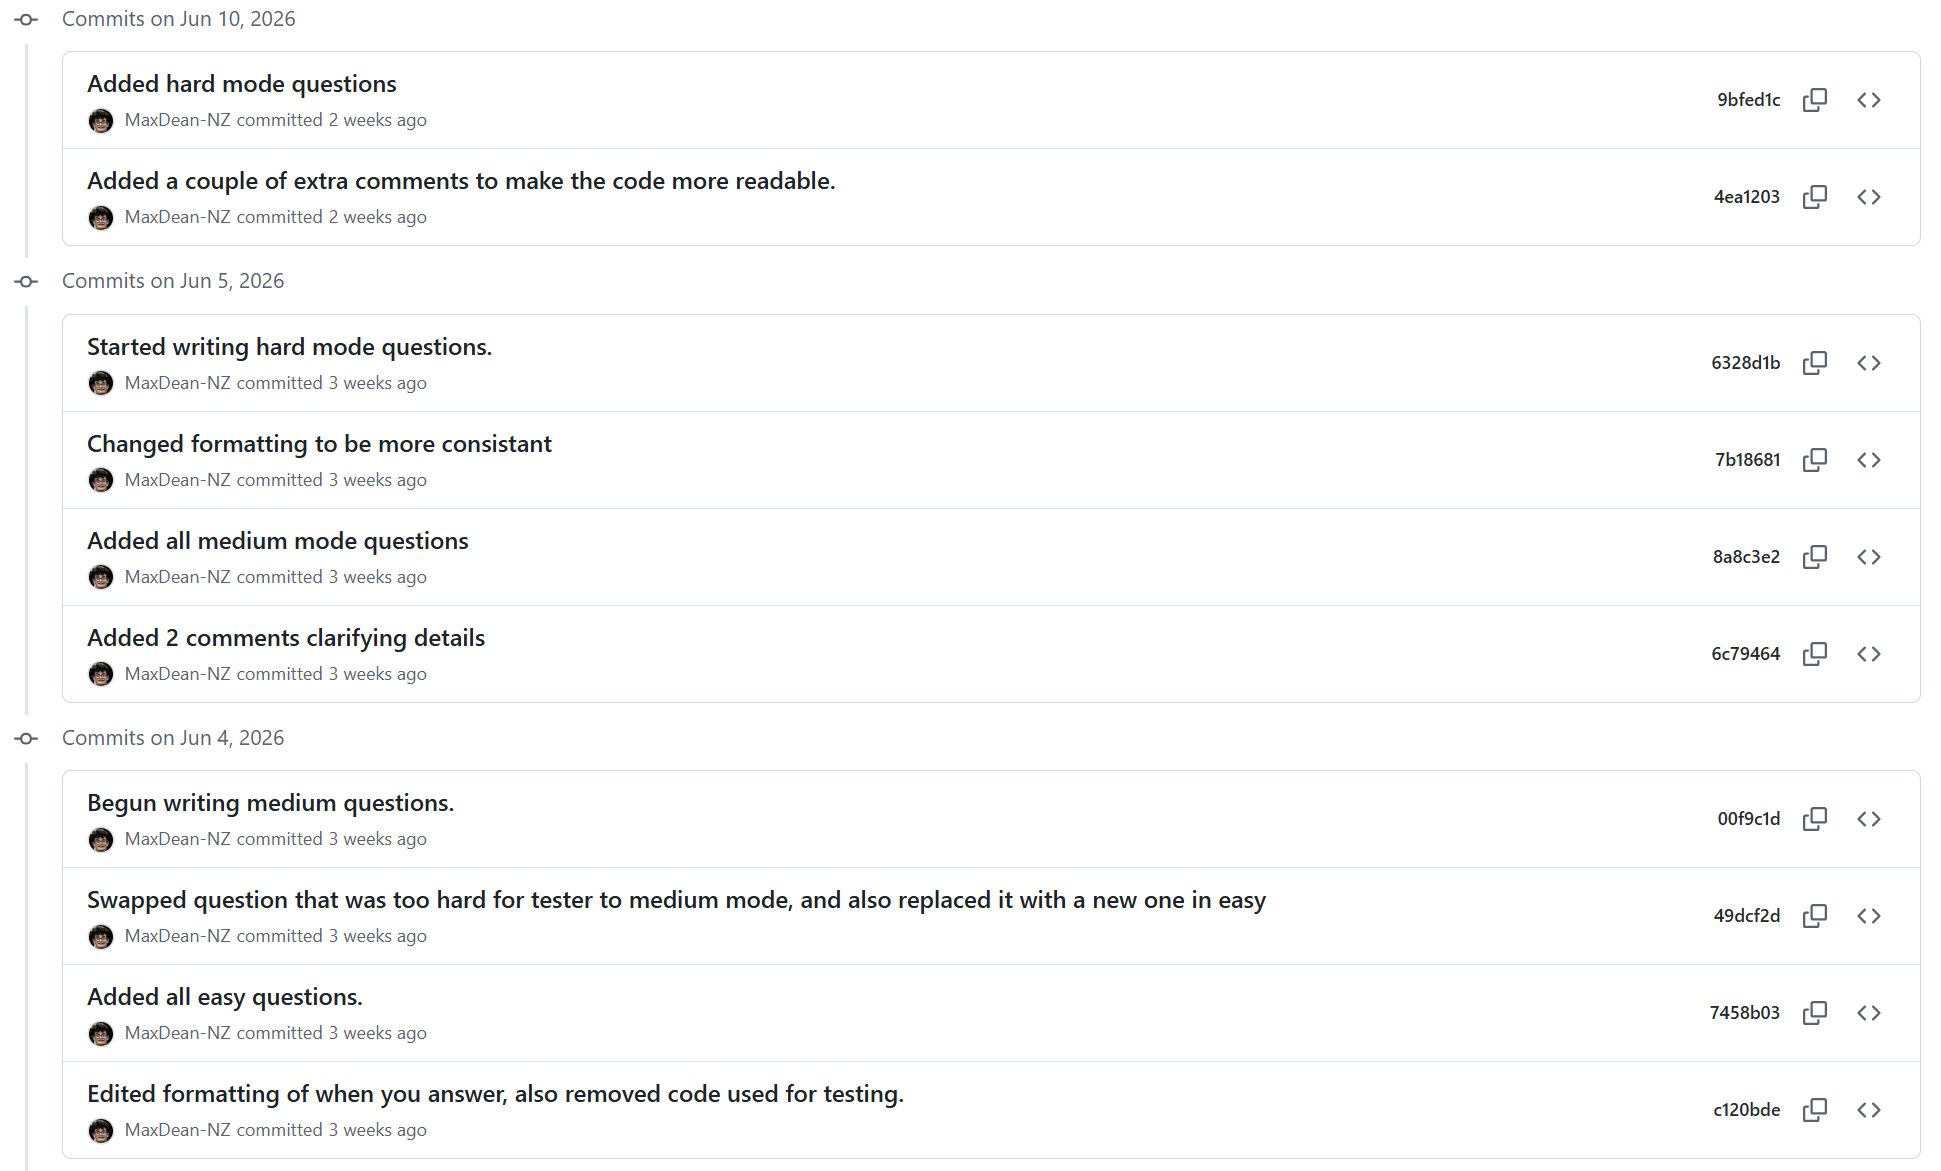 Commits on Jun 10, 2026
Added hard mode questions
9bfed1c
MaxDean-NZ committed 2 weeks ago
Added a couple of extra comments to make the code more readable.
4ea1203
MaxDean-NZ committed 2 weeks ago
Commits on Jun 5, 2026
Started writing hard mode questions.
6328d1b
MaxDean-NZ committed 3 weeks ago
Changed formatting to be more consistant
7b18681
MaxDean-NZ committed 3 weeks ago
Added all medium mode questions
8a8c3e2
MaxDean-NZ committed 3 weeks ago
Added 2 comments clarifying details
6c79464
MaxDean-NZ committed 3 weeks ago
Commits on Jun 4, 2026
Begun writing medium questions.
00f9c1d
MaxDean-NZ committed 3 weeks ago
Swapped question that was too hard for tester to medium mode, and also replaced it with a new one in easy
49dcf2d
MaxDean-NZ committed 3 weeks ago
Added all easy questions.
7458b03
MaxDean-NZ committed 3 weeks ago
Edited formatting of when you answer, also removed code used for testing.
c120bde
MaxDean-NZ committed 3 weeks ago